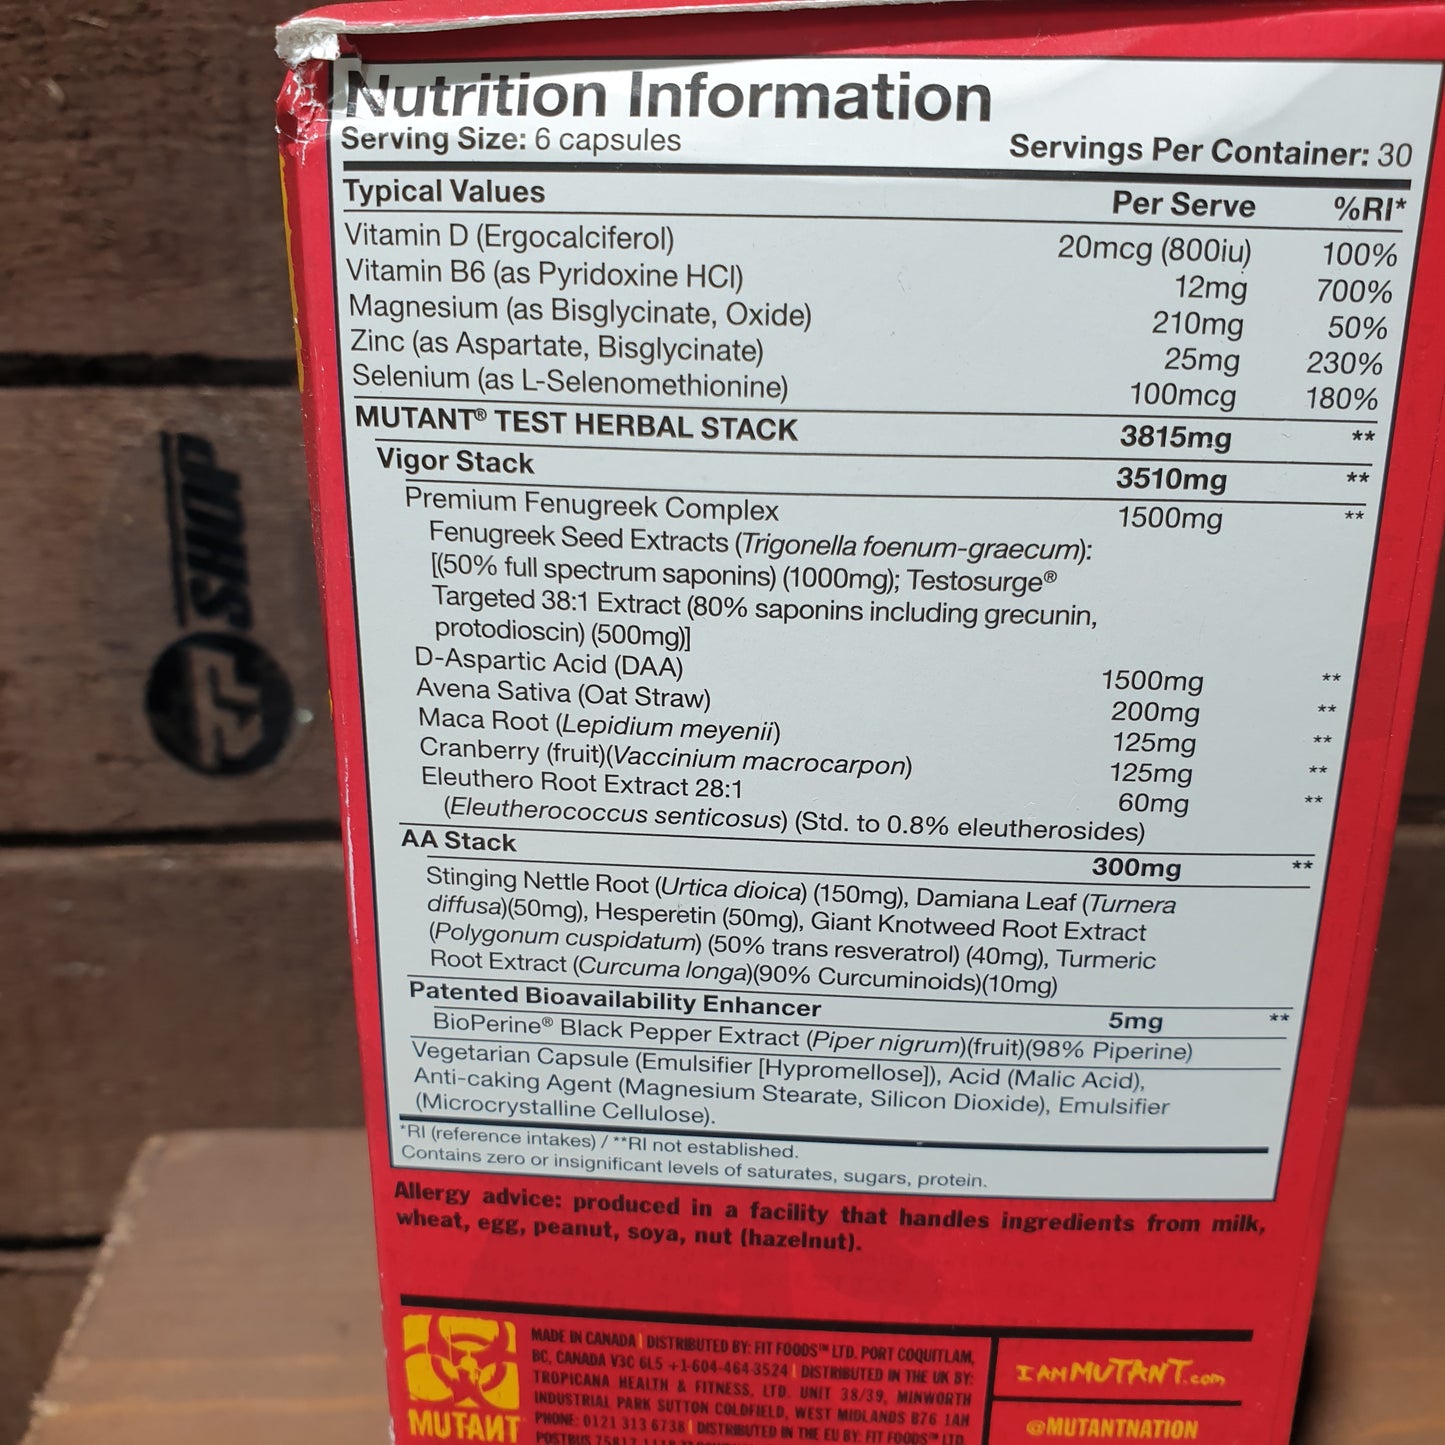 Nutrition Information
Serving Size: 6 capsules Servings Per Container: 30
Typical Values Per Serve %RI*
Vitamin D (Ergocalciferol) 20mcg (800iu) 100%
Vitamin B6 (as Pyridoxine HCl) 12mg 700%
Magnesium (as Bisglycinate, Oxide) 210mg 50%
Zinc (as Aspartate, Bisglycinate) 25mg 230%
Selenium (as L-Selenomethionine) 100mcg 180%
MUTANT® TEST HERBAL STACK 3815mg **
Vigor Stack 3510mg **
Premium Fenugreek Complex 1500mg **
Fenugreek Seed Extracts (Trigonella foenum-graecum):
[(50% full spectrum saponins) (1000mg); Testosurge®
Targeted 38:1 Extract (80% saponins including grecunin,
protodioscin) (500mg)]
D-Aspartic Acid (DAA) 1500mg **
Avena Sativa (Oat Straw) 200mg **
Maca Root (Lepidium meyenii) 125mg **
Cranberry (fruit)(Vaccinium macrocarpon) 125mg **
Eleuthero Root Extract 28:1 60mg **
(Eleutherococcus senticosus) (Std. to 0.8% eleutherosides)
AA Stack 300mg **
Stinging Nettle Root (Urtica dioica) (150mg), Damiana Leaf (Turnera
diffusa)(50mg), Hesperetin (50mg), Giant Knotweed Root Extract
(Polygonum cuspidatum) (50% trans resveratrol) (40mg), Turmeric
Root Extract (Curcuma longa)(90% Curcuminoids)(10mg)
Patented Bioavailability Enhancer 5mg **
BioPerine® Black Pepper Extract (Piper nigrum)(fruit)(98% Piperine)
Vegetarian Capsule (Emulsifier [Hypromellose]), Acid (Malic Acid),
Anti-caking Agent (Magnesium Stearate, Silicon Dioxide), Emulsifier
(Microcrystalline Cellulose).
*RI (reference intakes) / **RI not established.
Contains zero or insignificant levels of saturates, sugars, protein.
Allergy advice: produced in a facility that handles ingredients from milk,
wheat, egg, peanut, soya, nut (hazelnut).
MADE IN CANADA | DISTRIBUTED BY: FIT FOODS™ LTD. PORT COQUITLAM,
BC, CANADA V3C 6L5 +1-604-464-3524 | DISTRIBUTED IN THE UK BY:
TROPICANA HEALTH & FITNESS, LTD. UNIT 38/39, MINWORTH
INDUSTRIAL PARK SUTTON COLDFIELD, WEST MIDLANDS B76 1AH
PHONE: 0121 313 6738 | DISTRIBUTED IN THE EU BY: FIT FOODS™ LTD
POSTBUS 75817
MUTANT
I AM MUTANT.com
@MUTANTNATION
SHOP